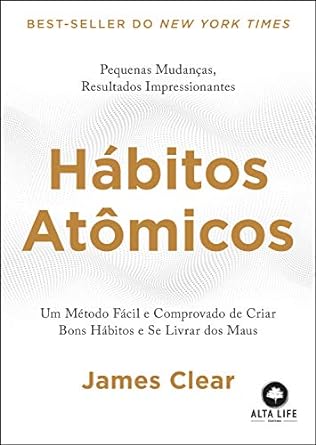 BEST-SELLER DO NEW YORK TIMES
Pequenas Mudanças,
Resultados Impressionantes
Hábitos
Atômicos
Um Método Fácil e Comprovado de Criar
Bons Hábitos e Se Livrar dos Maus
James Clear
ALTA LIFE
EDITORA